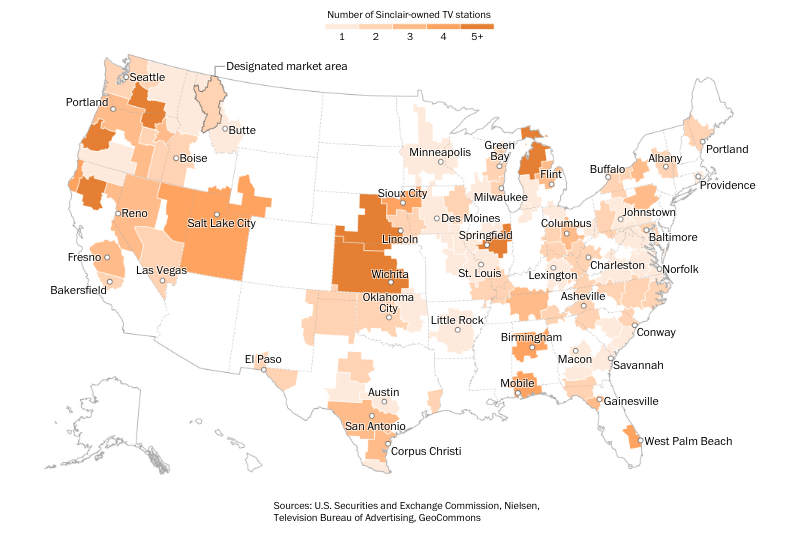 Number of Sinclair-owned TV stations
1 2 3 4 5+
Designated market area
Seattle
Portland
Butte
Boise
Minneapolis
Green
Bay
Flint
Buffalo
Albany
Portland
Providence
Milwaukee
Sioux City
Reno
Salt Lake City
Des Moines
Lincoln
Springfield
Columbus
Johnstown
Baltimore
Fresno
Las Vegas
Bakersfield
Wichita
St. Louis
Lexington
Charleston
Norfolk
Oklahoma
City
Little Rock
Asheville
Conway
Birmingham
Macon
Savannah
El Paso
Austin
Mobile
Gainesville
San Antonio
Corpus Christi
West Palm Beach
Sources: U.S. Securities and Exchange Commission, Nielsen,
Television Bureau of Advertising, GeoCommons